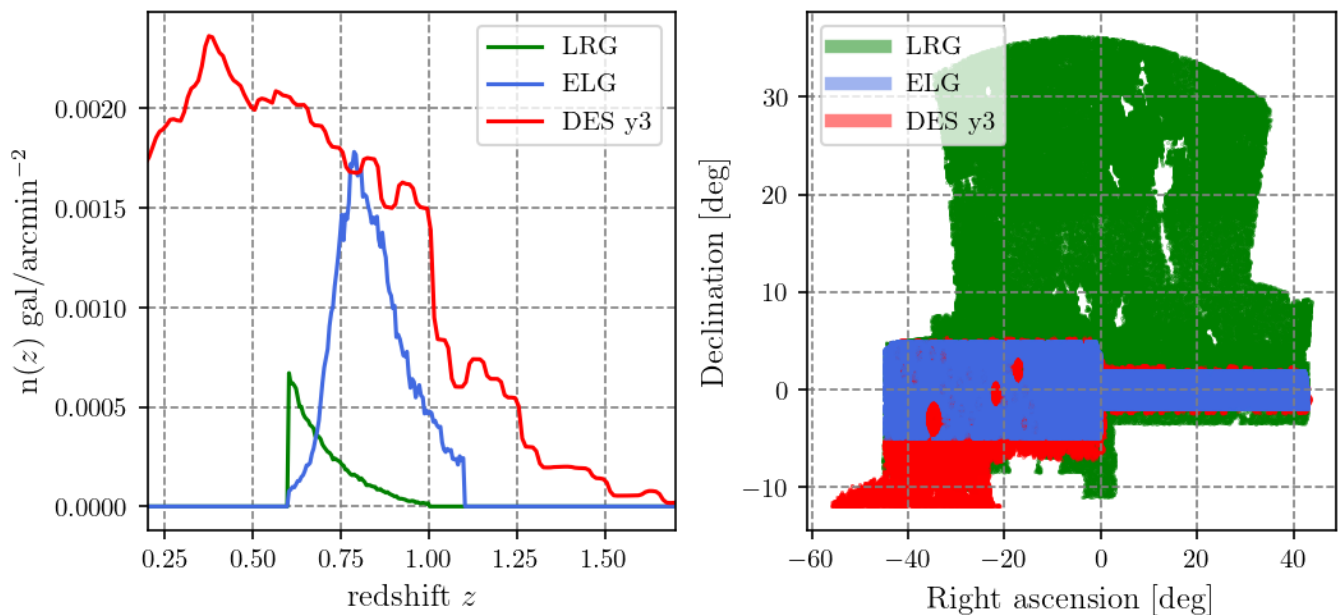 n(z) gal/arcmin⁻²
0.0020
0.0015
0.0010
0.0005
0.0000
LRG
ELG
DES y3
0.25 0.50 0.75 1.00 1.25 1.50
redshift z
Declination [deg]
30
20
10
0
−10
LRG
ELG
DES y3
−60 −40 −20 0 20 40
Right ascension [deg]